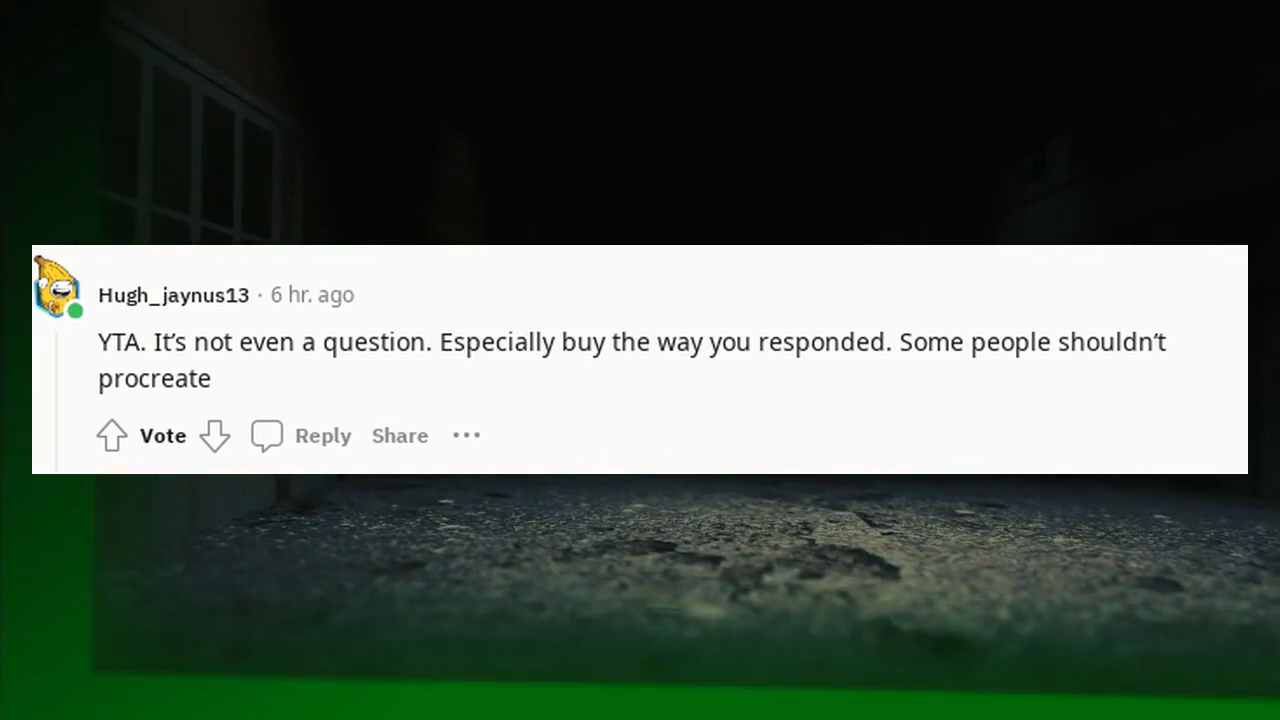 Hugh_jaynus13 · 6 hr. ago
YTA. It’s not even a question. Especially buy the way you responded. Some people shouldn’t
procreate
Vote Reply Share •••